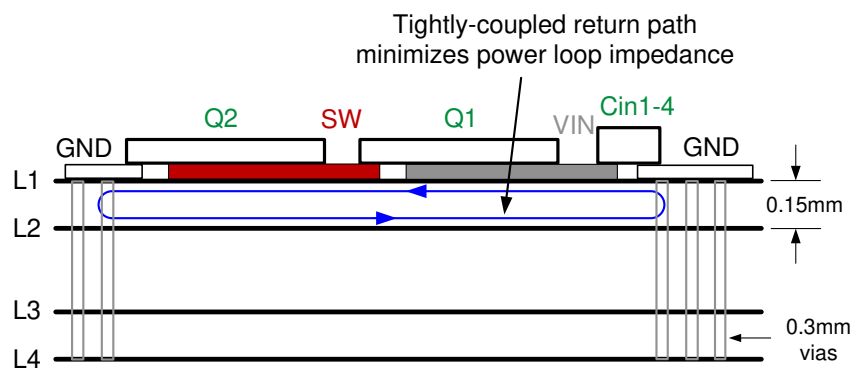 Tightly-coupled return path
minimizes power loop impedance
Cin1-4
Q2
SW
Q1
VIN
GND
GND
L1
0.15mm
L2
L3
0.3mm
vias
L4